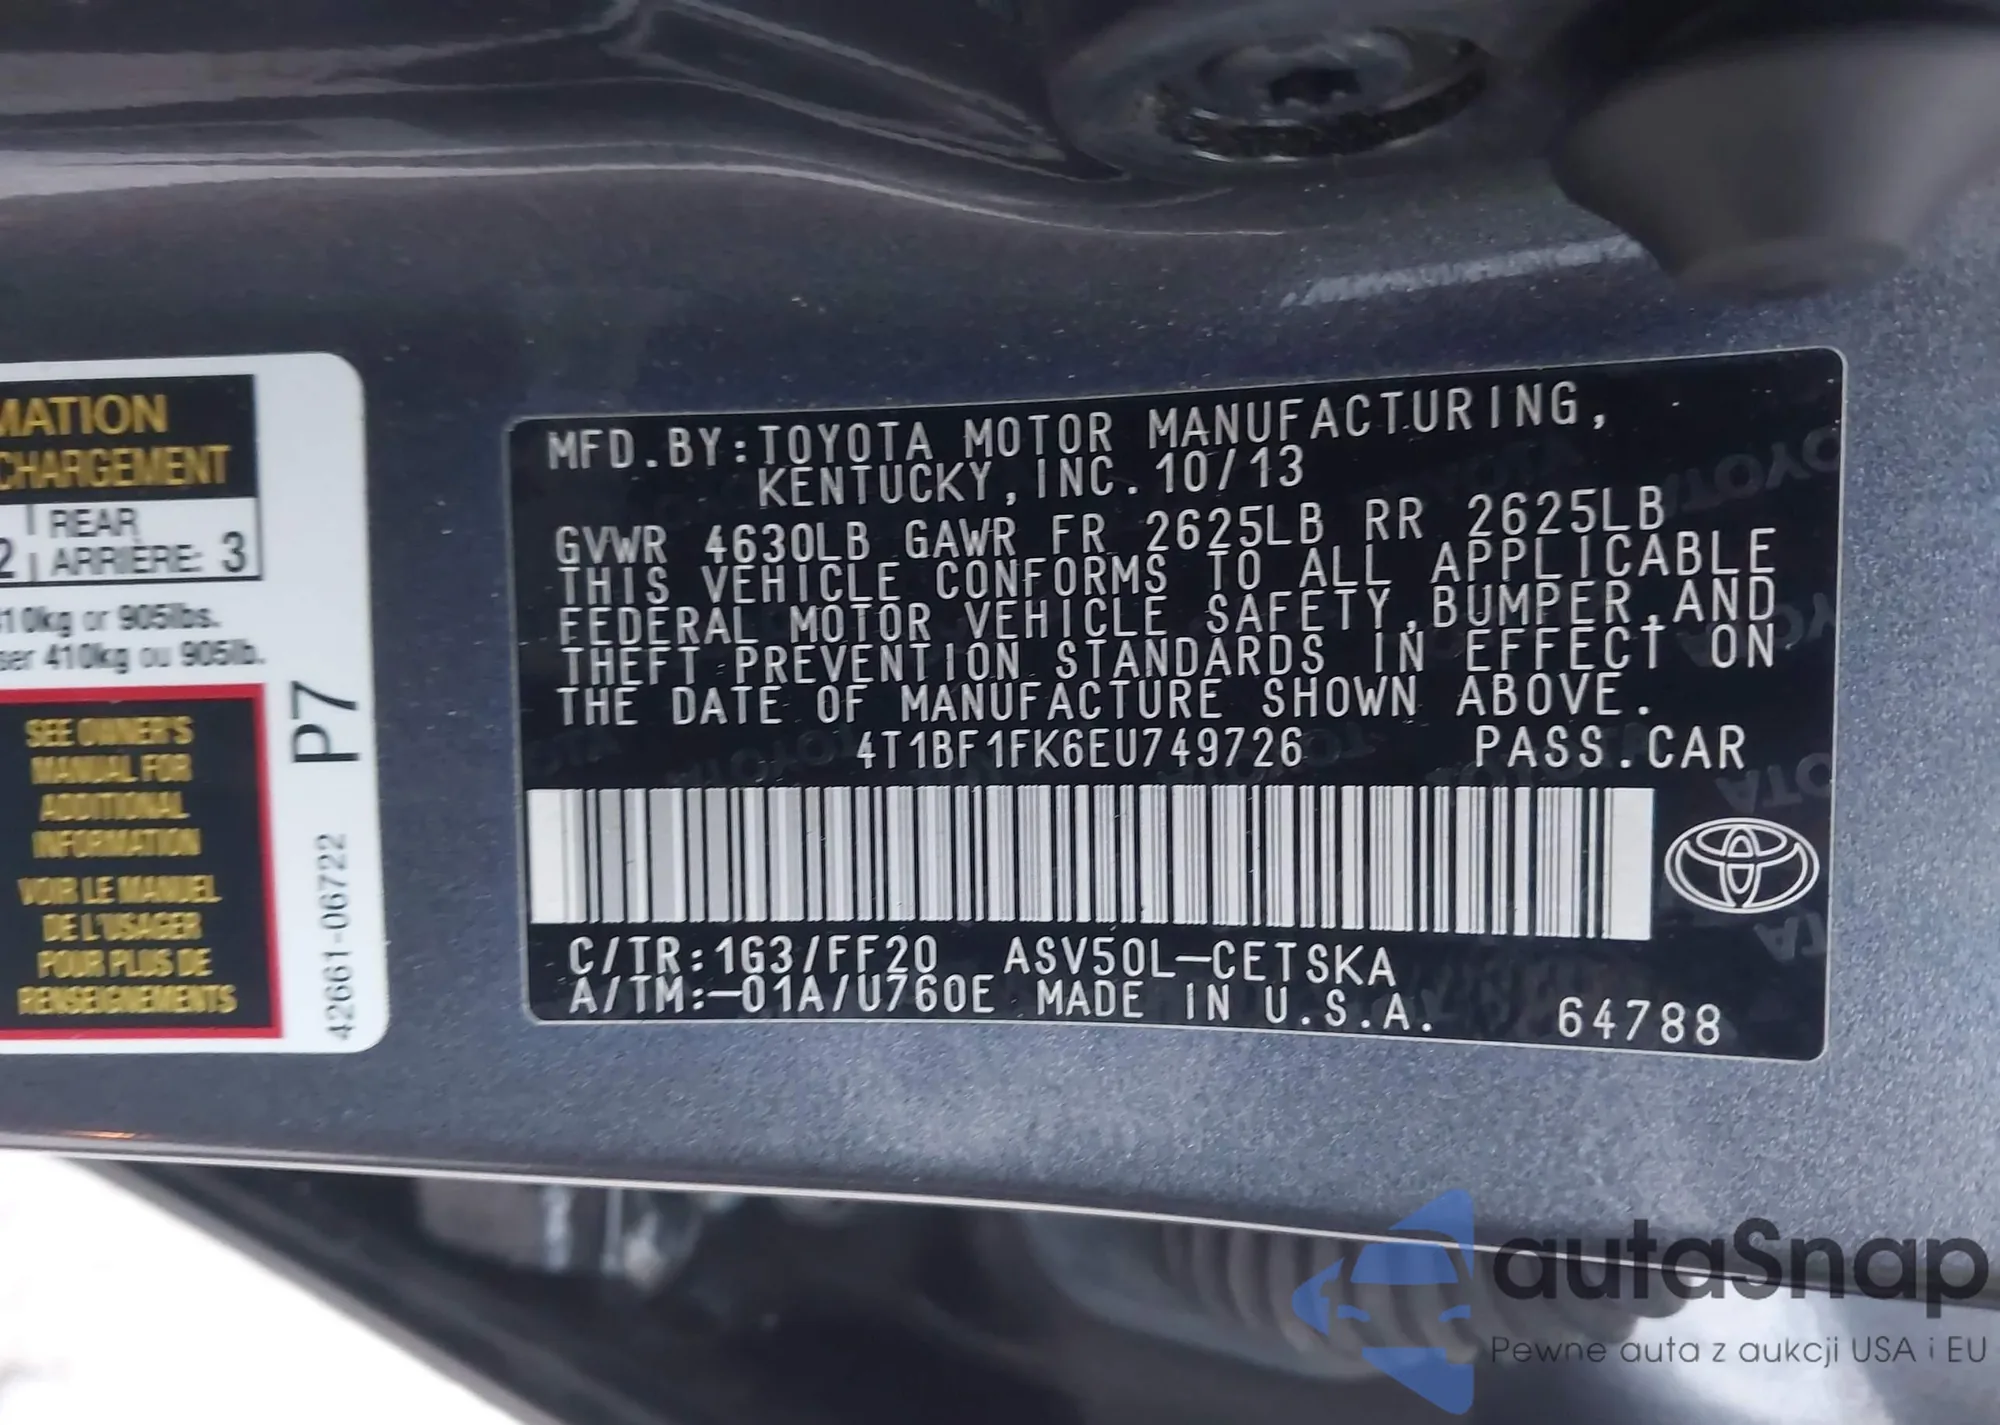 MATION
CHARGEMENT
2 REAR
ARRIÈRE: 3
10kg or 905lbs.
ser 410kg ou 905lb.
SEE OWNER'S
MANUAL FOR
ADDITIONAL
INFORMATION
VOIR LE MANUEL
DE L'USAGER
POUR PLUS DE
RENSEIGNEMENTS
P7
42661-06722
MFD.BY:TOYOTA MOTOR MANUFACTURING,
KENTUCKY,INC.10/13
GVWR 4630LB GAWR FR 2625LB RR 2625LB
THIS VEHICLE CONFORMS TO ALL APPLICABLE
FEDERAL MOTOR VEHICLE SAFETY,BUMPER,AND
THEFT PREVENTION STANDARDS IN EFFECT ON
THE DATE OF MANUFACTURE SHOWN ABOVE.
4T1BF1FK6EU749726 PASS.CAR
C/TR:1G3/FF20 ASV50L-CETSKA
A/TM:-01A/U760E MADE IN U.S.A. 64788
autaSnap
Pewne auta z aukcji USA i EU